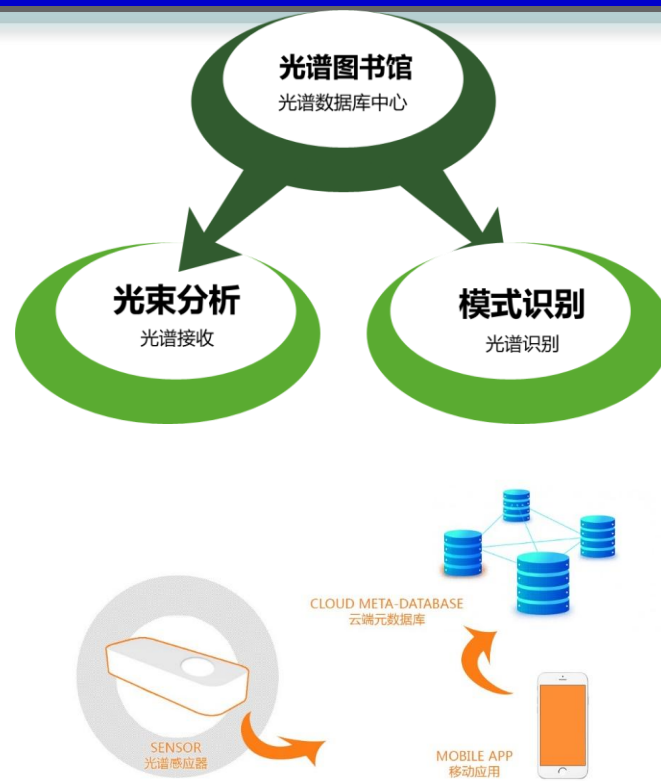 光谱图书馆
光谱数据库中心
光束分析
光谱接收
模式识别
光谱识别
CLOUD META-DATABASE
云端元数据库
SENSOR
光谱感应器
MOBILE APP
移动应用